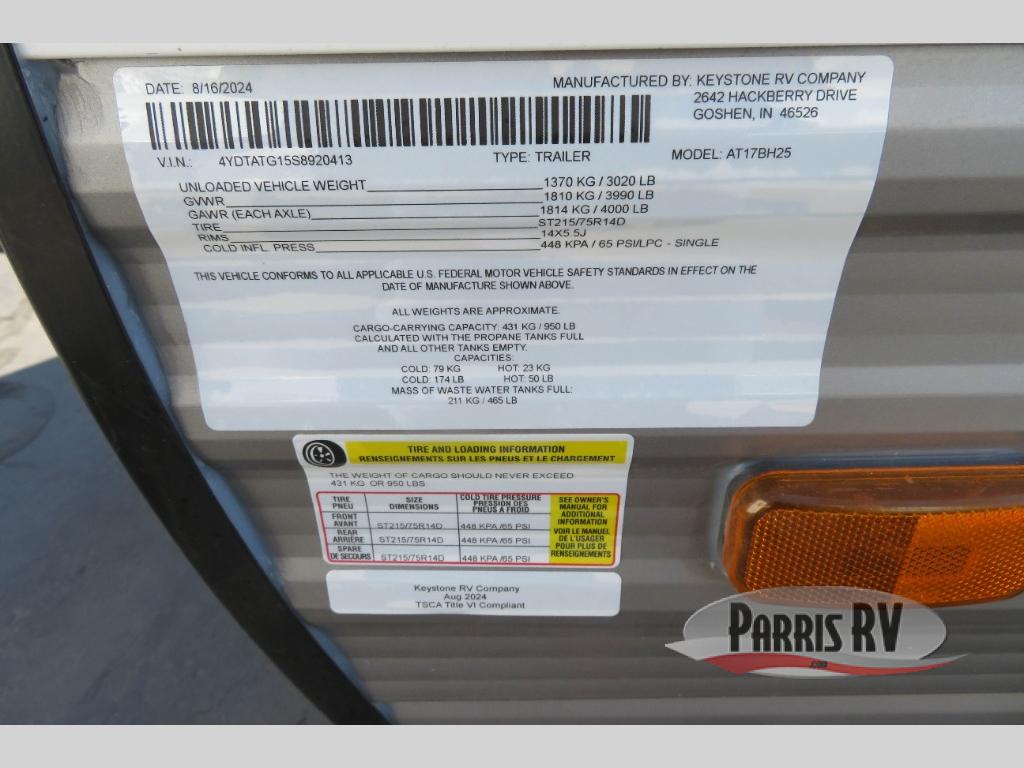 DATE: 8/16/2024
MANUFACTURED BY: KEYSTONE RV COMPANY
2642 HACKBERRY DRIVE
GOSHEN, IN 46526
V.I.N.: 4YDTATG15S8920413 TYPE: TRAILER MODEL: AT17BH25
UNLOADED VEHICLE WEIGHT 1370 KG / 3020 LB
GVWR 1810 KG / 3990 LB
GAWR (EACH AXLE) 1814 KG / 4000 LB
TIRE ST215/75R14D
RIMS 14X5.5J
COLD INFL. PRESS 448 KPA / 65 PSI/LPC - SINGLE
THIS VEHICLE CONFORMS TO ALL APPLICABLE U.S. FEDERAL MOTOR VEHICLE SAFETY STANDARDS IN EFFECT ON THE
DATE OF MANUFACTURE SHOWN ABOVE.
ALL WEIGHTS ARE APPROXIMATE.
CARGO-CARRYING CAPACITY: 431 KG / 950 LB
CALCULATED WITH THE PROPANE TANKS FULL
AND ALL OTHER TANKS EMPTY.
CAPACITIES:
COLD: 79 KG HOT: 23 KG
COLD: 174 LB HOT: 50 LB
MASS OF WASTE WATER TANKS FULL:
211 KG / 465 LB
TIRE AND LOADING INFORMATION
RENSEIGNEMENTS SUR LES PNEUS ET LE CHARGEMENT
THE WEIGHT OF CARGO SHOULD NEVER EXCEED
431 KG OR 950 LBS
TIRE
PNEU
SIZE
DIMENSIONS
COLD TIRE PRESSURE
PRESSION DES
PNEUS A FROID
FRONT
AVANT
ST215/75R14D 448 KPA /65 PSI
REAR
ARRIÈRE
ST215/75R14D 448 KPA /65 PSI
SPARE
DE SECOURS
ST215/75R14D 448 KPA /65 PSI
SEE OWNER'S
MANUAL FOR
ADDITIONAL
INFORMATION
VOIR LE MANUEL
DE L'USAGER
POUR PLUS DE
RENSEIGNEMENTS
Keystone RV Company
Aug 2024
TSCA Title VI Compliant
PARRIS RV
.com